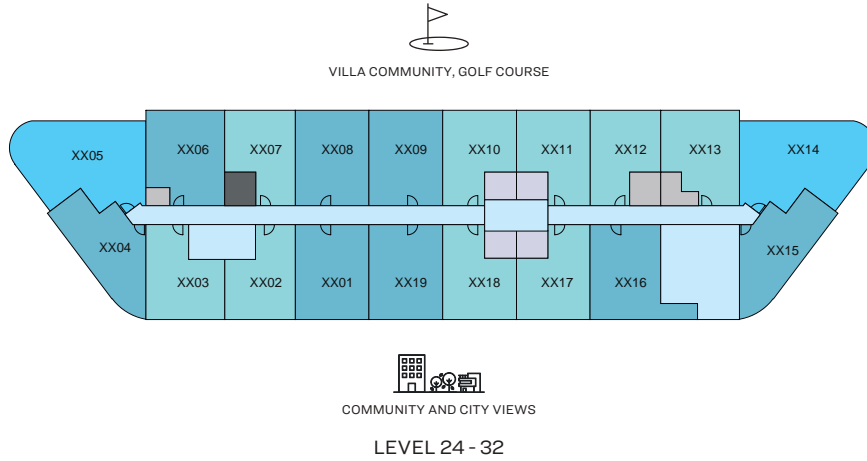 VILLA COMMUNITY, GOLF COURSE
XX05
XX06
XX07
XX08
XX09
XX10
XX11
XX12
XX13
XX14
XX04
XX03
XX02
XX01
XX19
XX18
XX17
XX16
XX15
COMMUNITY AND CITY VIEWS
LEVEL 24 - 32